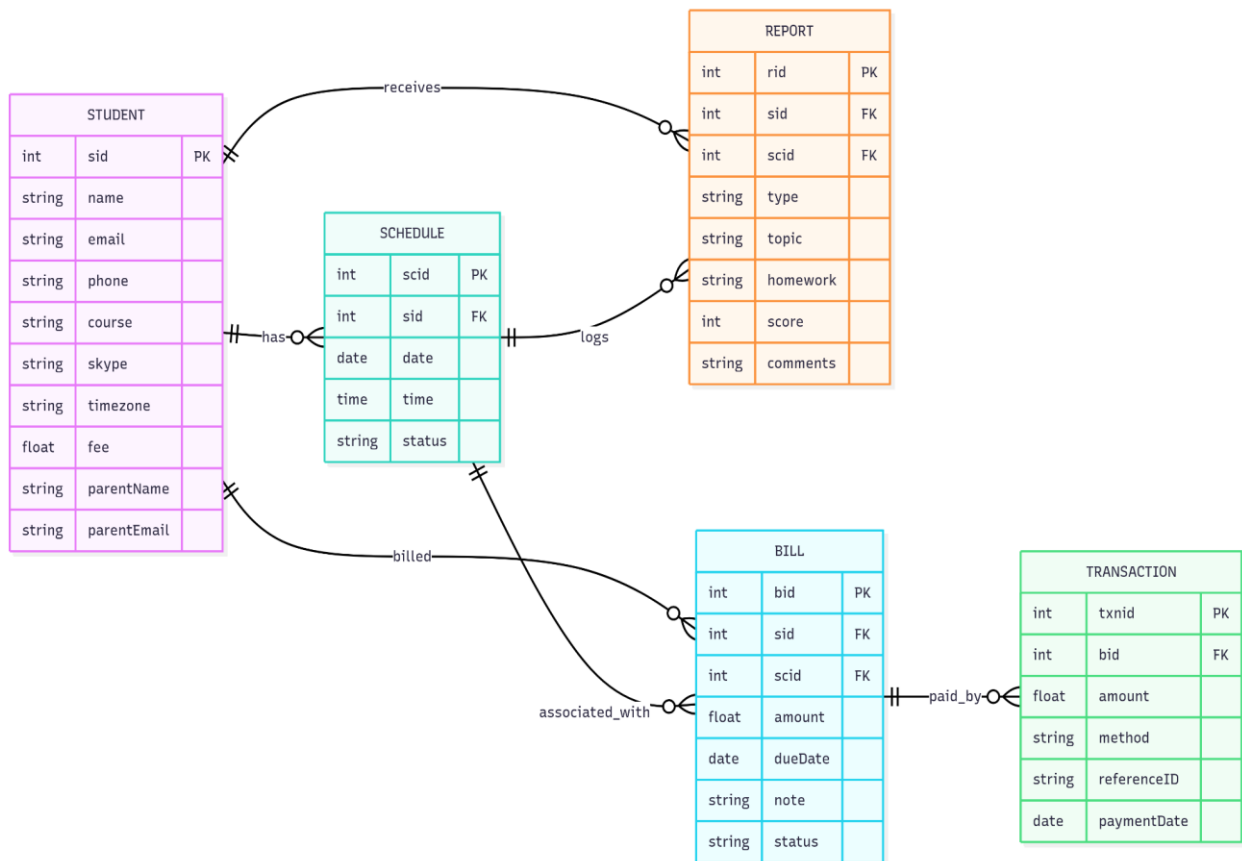 STUDENT
int sid PK
string name
string email
string phone
string course
string skype
string timezone
float fee
string parentName
string parentEmail
receives
has
billed
SCHEDULE
int scid PK
int sid FK
date date
time time
string status
logs
associated_with
REPORT
int rid PK
int sid FK
int scid FK
string type
string topic
string homework
int score
string comments
BILL
int bid PK
int sid FK
int scid FK
float amount
date dueDate
string note
string status
paid_by
TRANSACTION
int txnid PK
int bid FK
float amount
string method
string referenceID
date paymentDate